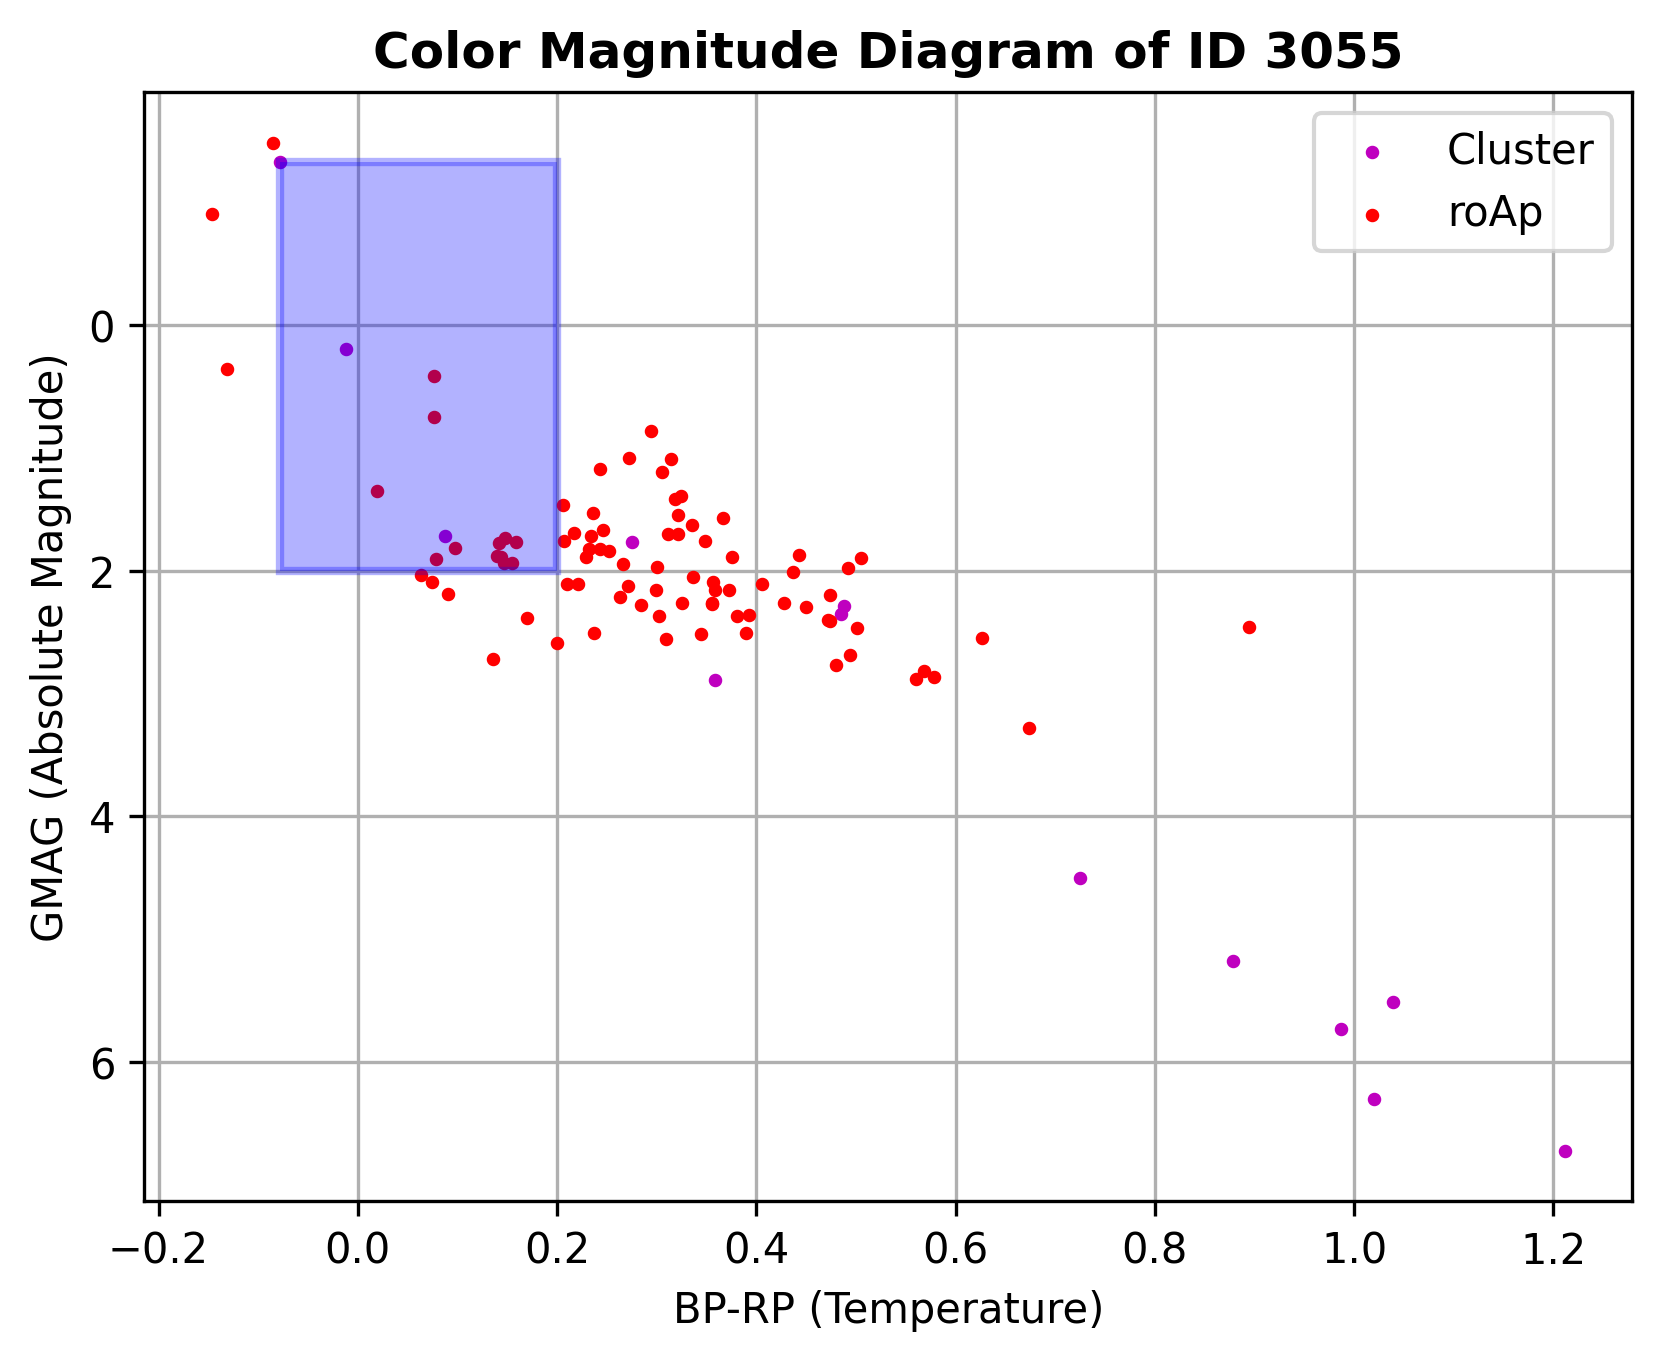 Color Magnitude Diagram of ID 3055
Cluster
roAp
GMAG (Absolute Magnitude)
0
2
4
6
−0.2 0.0 0.2 0.4 0.6 0.8 1.0 1.2
BP-RP (Temperature)